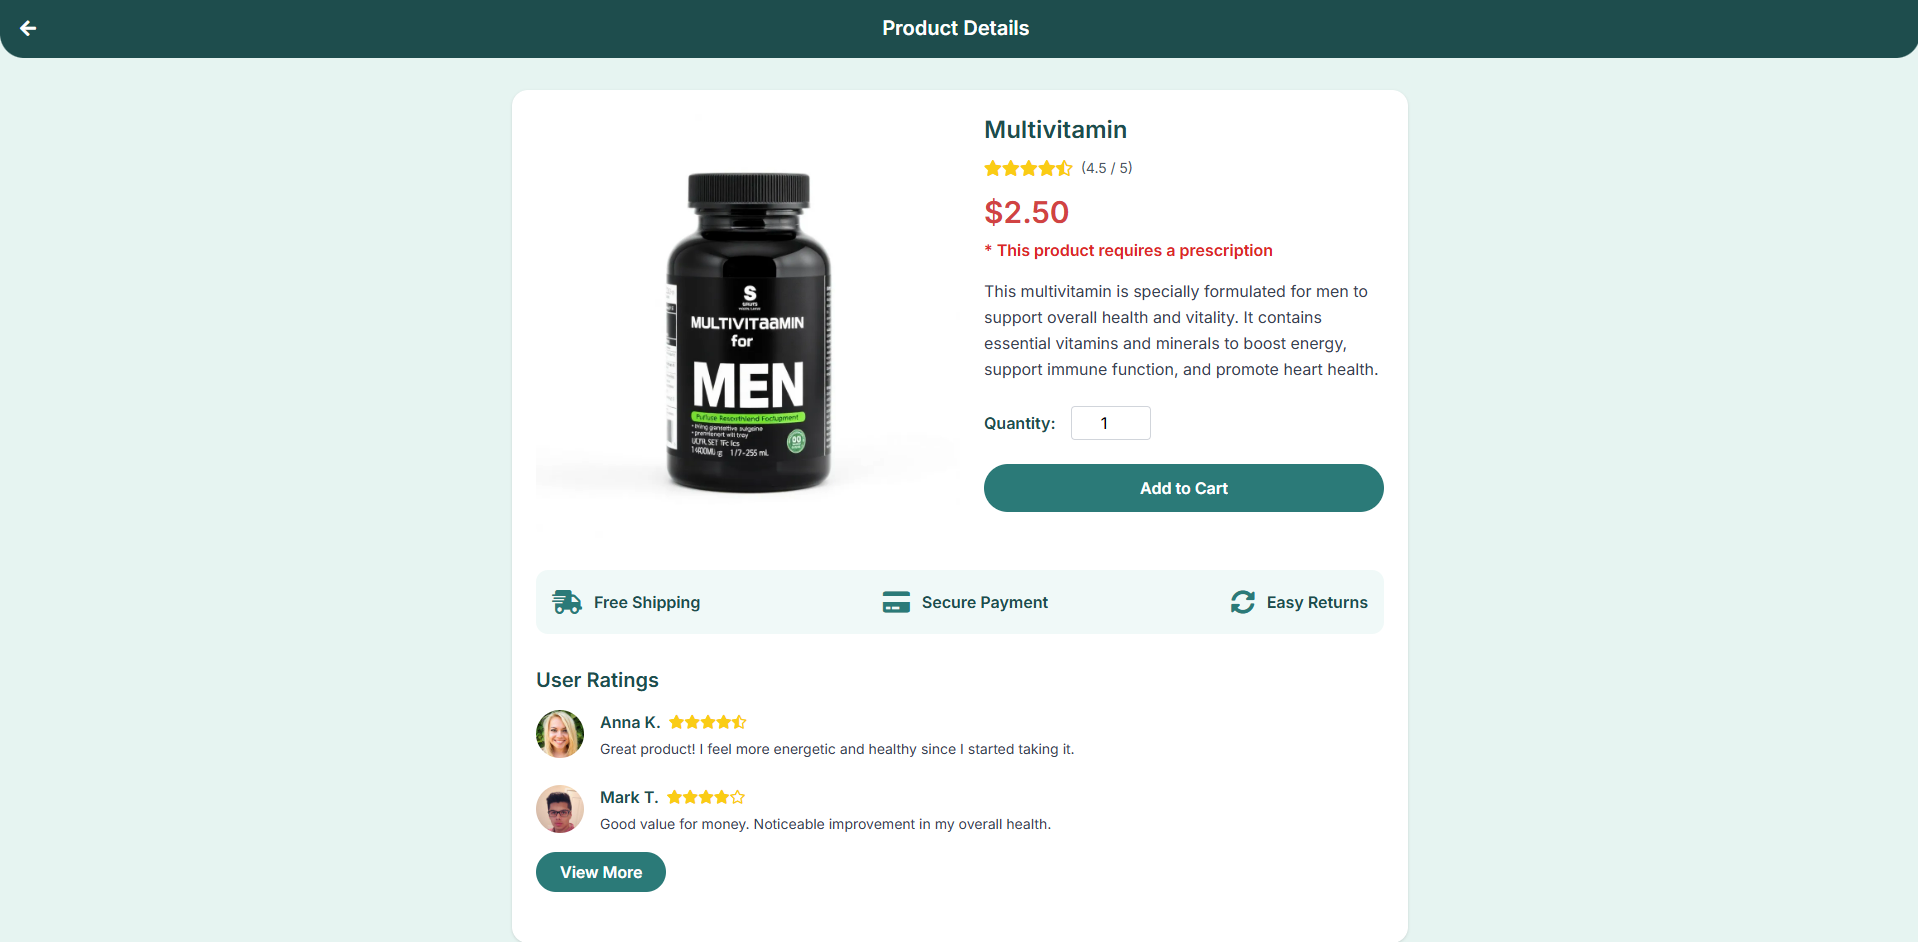 Product Details
Multivitamin
(4.5 / 5)
$2.50
* This product requires a prescription
This multivitamin is specially formulated for men to
support overall health and vitality. It contains
essential vitamins and minerals to boost energy,
support immune function, and promote heart health.
Quantity: 1
Add to Cart
S
MULTIVITaaMIN
for
MEN
Free Shipping
Secure Payment
Easy Returns
User Ratings
Anna K.
Great product! I feel more energetic and healthy since I started taking it.
Mark T.
Good value for money. Noticeable improvement in my overall health.
View More